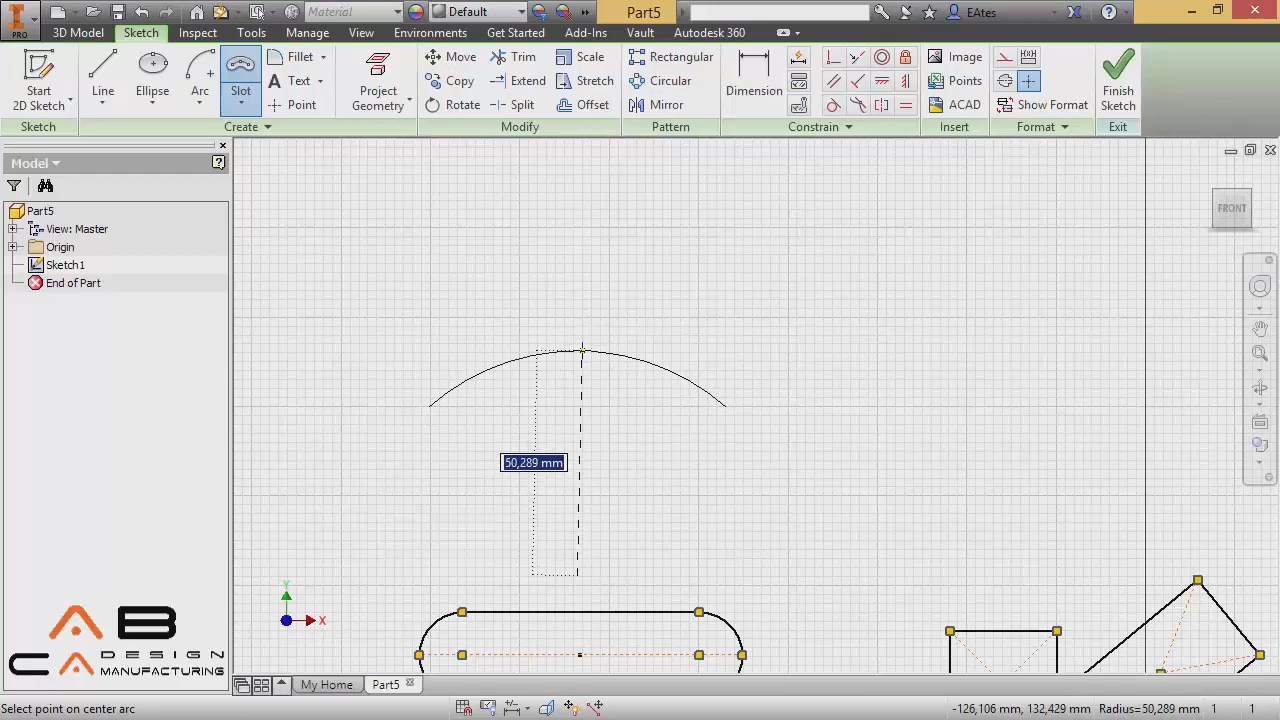 PRO
Material
Default
Part5
EAtes
3D Model
Sketch
Inspect
Tools
Manage
View
Environments
Get Started
Add-Ins
Vault
Autodesk 360
Start
2D Sketch
Line
Ellipse
Arc
Slot
Fillet
Text
Point
Project
Geometry
Move
Copy
Rotate
Trim
Extend
Split
Scale
Stretch
Offset
Rectangular
Circular
Mirror
Dimension
Image
Points
ACAD
Show Format
Finish
Sketch
Sketch
Create
Modify
Pattern
Constrain
Insert
Format
Exit
Model
Part5
View: Master
Origin
Sketch1
End of Part
FRONT
50,289 mm
Y
X
AB
CA
DESIGN
MANUFACTURING
My Home
Part5
Select point on center arc
-126,106 mm, 132,429 mm
Radius=50,289 mm
1
1